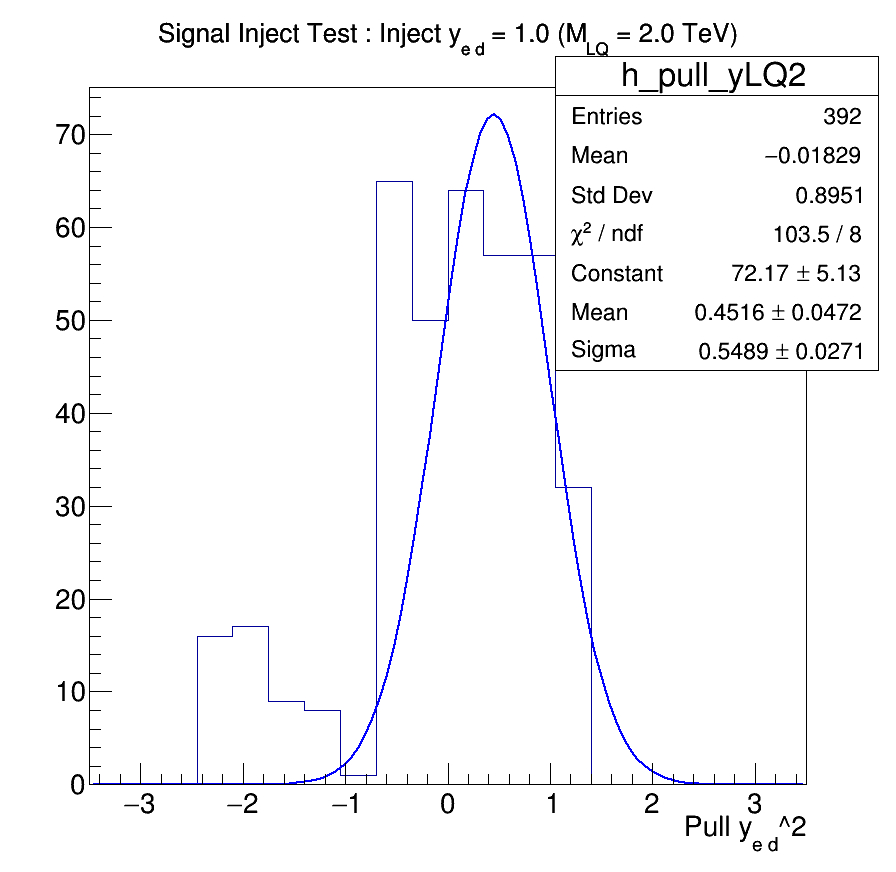 Signal Inject Test : Inject y_{e d} = 1.0 (M_{LQ} = 2.0 TeV)
h_pull_yLQ2
Entries 392
Mean −0.01829
Std Dev 0.8951
χ² / ndf 103.5 / 8
Constant 72.17 ± 5.13
Mean 0.4516 ± 0.0472
Sigma 0.5489 ± 0.0271
70
60
50
40
30
20
10
0
−3 −2 −1 0 1 2 3
Pull y_{e d}^2